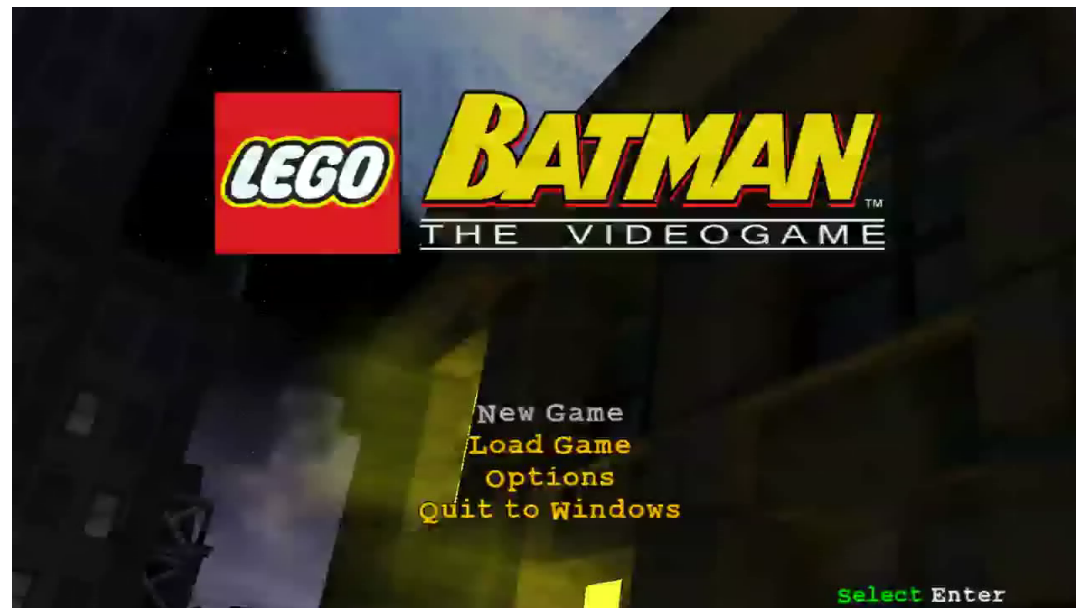 LEGO
BATMAN
™
THE VIDEOGAME
New Game
Load Game
Options
Quit to Windows
Select Enter